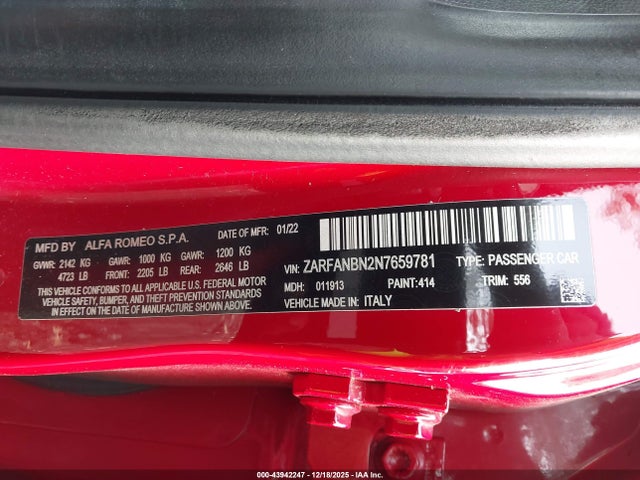 MFD BY ALFA ROMEO S.P.A. DATE OF MFR: 01/22
GVWR: 2142 KG GAWR: 1000 KG GAWR: 1200 KG
4723 LB FRONT: 2205 LB REAR: 2646 LB
THIS VEHICLE CONFORMS TO ALL APPLICABLE U.S. FEDERAL MOTOR
VEHICLE SAFETY, BUMPER, AND THEFT PREVENTION STANDARDS
IN EFFECT ON THE DATE OF MANUFACTURE SHOWN ABOVE.
VIN: ZARFANBN2N7659781 TYPE: PASSENGER CAR
MDH: 011913 PAINT: 414 TRIM: 556
VEHICLE MADE IN: ITALY
000-43942247 - 12/18/2025 - IAA Inc.